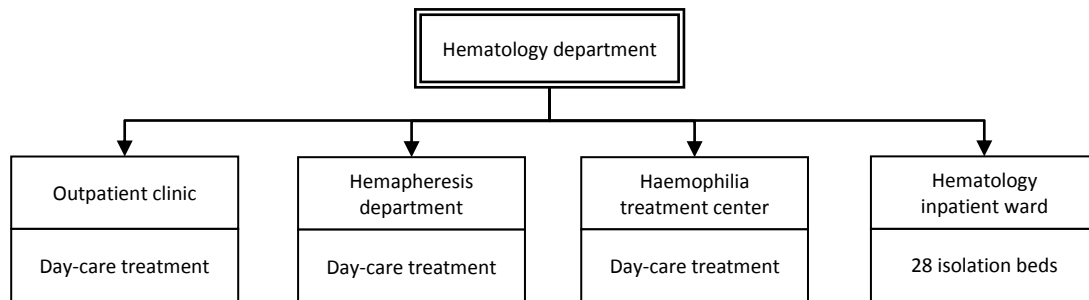 Hematology department
Outpatient clinic
Day-care treatment
Hemapheresis
department
Day-care treatment
Haemophilia
treatment center
Day-care treatment
Hematology
inpatient ward
28 isolation beds